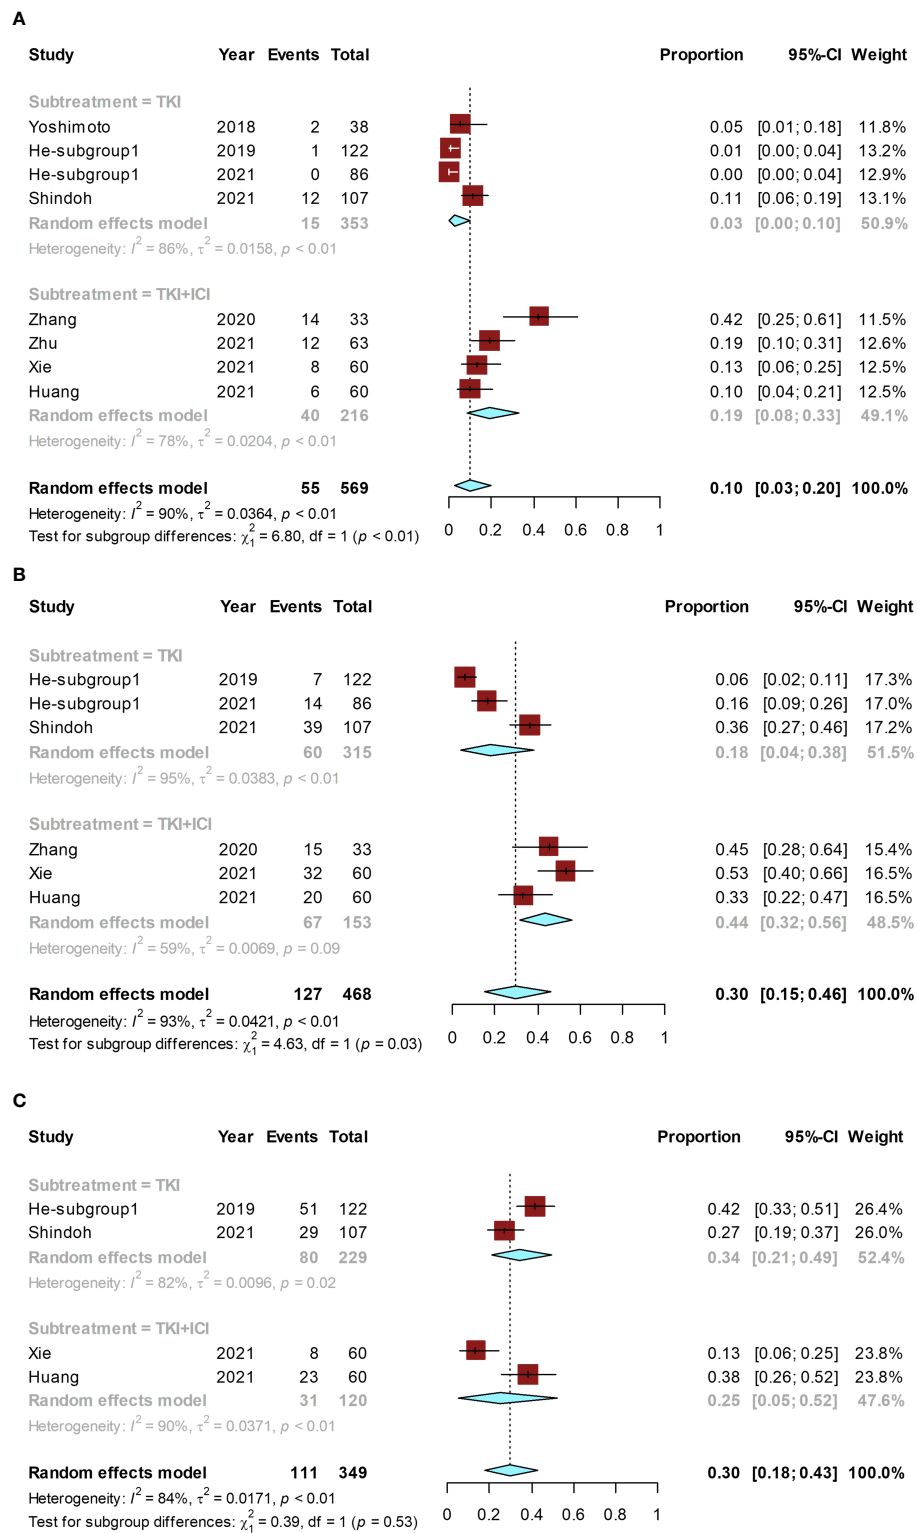 A
Study Year Events Total Proportion 95%-CI Weight
Subtreatment = TKI
Yoshimoto 2018 2 38 0.05 [0.01; 0.18] 11.8%
He-subgroup1 2019 1 122 0.01 [0.00; 0.04] 13.2%
He-subgroup1 2021 0 86 0.00 [0.00; 0.04] 12.9%
Shindoh 2021 12 107 0.11 [0.06; 0.19] 13.1%
Random effects model 15 353 0.03 [0.00; 0.10] 50.9%
Heterogeneity: I² = 86%, τ² = 0.0158, p < 0.01
Subtreatment = TKI+ICI
Zhang 2020 14 33 0.42 [0.25; 0.61] 11.5%
Zhu 2021 12 63 0.19 [0.10; 0.31] 12.6%
Xie 2021 8 60 0.13 [0.06; 0.25] 12.5%
Huang 2021 6 60 0.10 [0.04; 0.21] 12.5%
Random effects model 40 216 0.19 [0.08; 0.33] 49.1%
Heterogeneity: I² = 78%, τ² = 0.0204, p < 0.01
Random effects model 55 569 0.10 [0.03; 0.20] 100.0%
Heterogeneity: I² = 90%, τ² = 0.0364, p < 0.01
Test for subgroup differences: χ²₁ = 6.80, df = 1 (p < 0.01)
0 0.2 0.4 0.6 0.8 1
B
Study Year Events Total Proportion 95%-CI Weight
Subtreatment = TKI
He-subgroup1 2019 7 122 0.06 [0.02; 0.11] 17.3%
He-subgroup1 2021 14 86 0.16 [0.09; 0.26] 17.0%
Shindoh 2021 39 107 0.36 [0.27; 0.46] 17.2%
Random effects model 60 315 0.18 [0.04; 0.38] 51.5%
Heterogeneity: I² = 95%, τ² = 0.0383, p < 0.01
Subtreatment = TKI+ICI
Zhang 2020 15 33 0.45 [0.28; 0.64] 15.4%
Xie 2021 32 60 0.53 [0.40; 0.66] 16.5%
Huang 2021 20 60 0.33 [0.22; 0.47] 16.5%
Random effects model 67 153 0.44 [0.32; 0.56] 48.5%
Heterogeneity: I² = 59%, τ² = 0.0069, p = 0.09
Random effects model 127 468 0.30 [0.15; 0.46] 100.0%
Heterogeneity: I² = 93%, τ² = 0.0421, p < 0.01
Test for subgroup differences: χ²₁ = 4.63, df = 1 (p = 0.03)
0 0.2 0.4 0.6 0.8 1
C
Study Year Events Total Proportion 95%-CI Weight
Subtreatment = TKI
He-subgroup1 2019 51 122 0.42 [0.33; 0.51] 26.4%
Shindoh 2021 29 107 0.27 [0.19; 0.37] 26.0%
Random effects model 80 229 0.34 [0.21; 0.49] 52.4%
Heterogeneity: I² = 82%, τ² = 0.0096, p = 0.02
Subtreatment = TKI+ICI
Xie 2021 8 60 0.13 [0.06; 0.25] 23.8%
Huang 2021 23 60 0.38 [0.26; 0.52] 23.8%
Random effects model 31 120 0.25 [0.05; 0.52] 47.6%
Heterogeneity: I² = 90%, τ² = 0.0371, p < 0.01
Random effects model 111 349 0.30 [0.18; 0.43] 100.0%
Heterogeneity: I² = 84%, τ² = 0.0171, p < 0.01
Test for subgroup differences: χ²₁ = 0.39, df = 1 (p = 0.53)
0 0.2 0.4 0.6 0.8 1